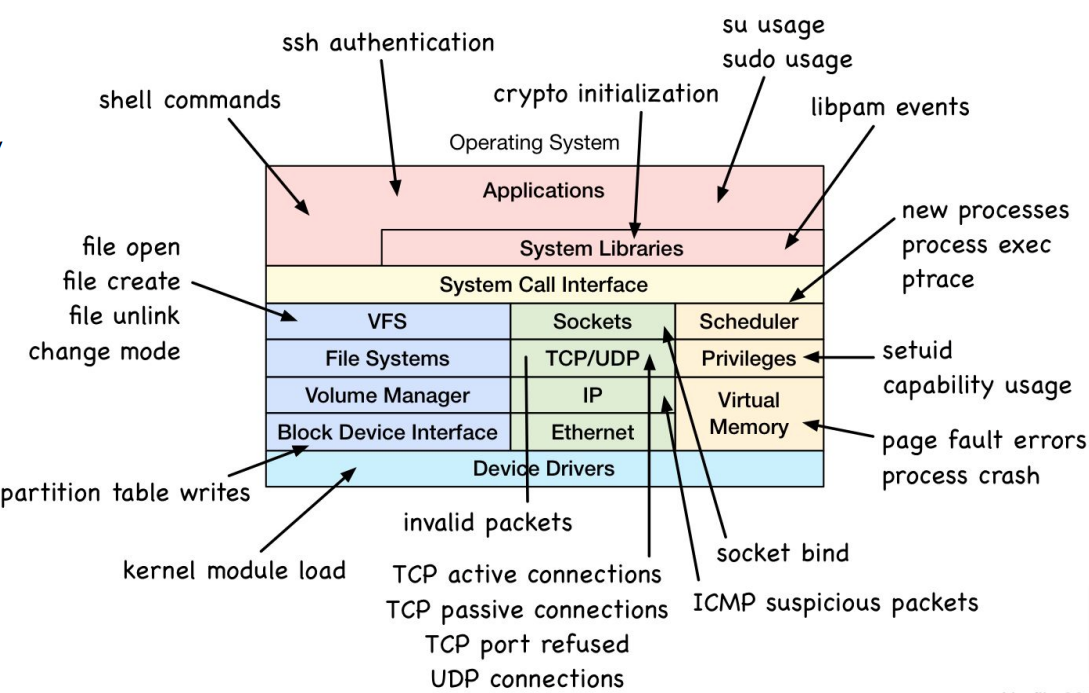 su usage
sudo usage
ssh authentication
crypto initialization
shell commands
libpam events
Operating System
Applications
new processes
process exec
ptrace
System Libraries
file open
file create
file unlink
change mode
System Call Interface
VFS
Sockets
Scheduler
File Systems
TCP/UDP
Privileges
setuid
capability usage
Volume Manager
IP
Virtual
Memory
Block Device Interface
Ethernet
page fault errors
process crash
Device Drivers
partition table writes
invalid packets
socket bind
kernel module load
TCP active connections
TCP passive connections
TCP port refused
UDP connections
ICMP suspicious packets